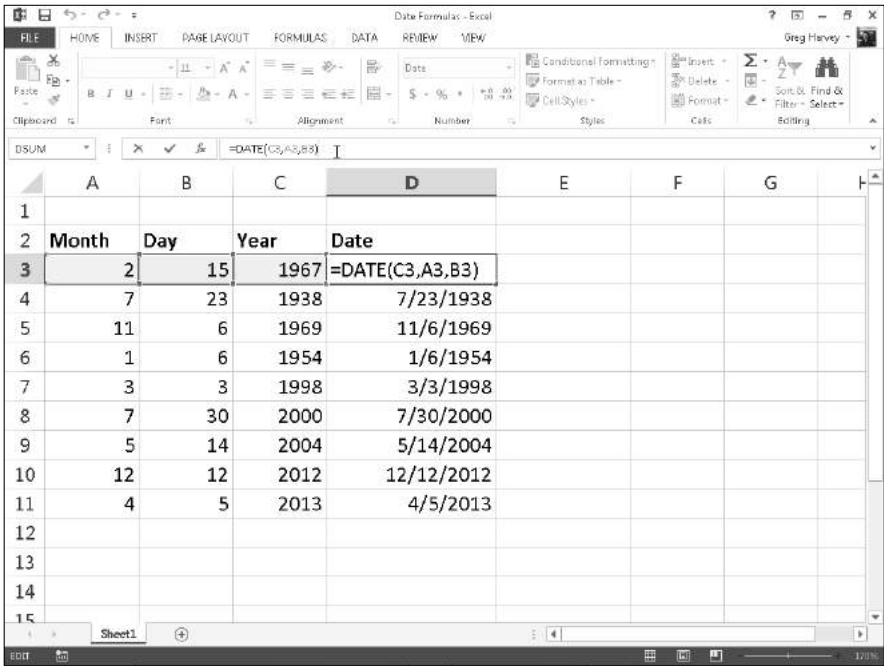 Date Formulas - Excel
FILE HOME INSERT PAGE LAYOUT FORMULAS DATA REVIEW VIEW Greg Harvey
Paste
11
A A
Date
Conditional Formatting
Format as Table
Cell Styles
Insert
Delete
Format
Sort & Filter
Find & Select
B I U A $ %
Clipboard Font Alignment Number Styles Cells Editing
DSUM fx =DATE(C3,A3,B3)
A B C D E F G H
1
2 Month Day Year Date
3 2 15 1967 =DATE(C3,A3,B3)
4 7 23 1938 7/23/1938
5 11 6 1969 11/6/1969
6 1 6 1954 1/6/1954
7 3 3 1998 3/3/1998
8 7 30 2000 7/30/2000
9 5 14 2004 5/14/2004
10 12 12 2012 12/12/2012
11 4 5 2013 4/5/2013
12
13
14
15
Sheet1
EDIT 170%